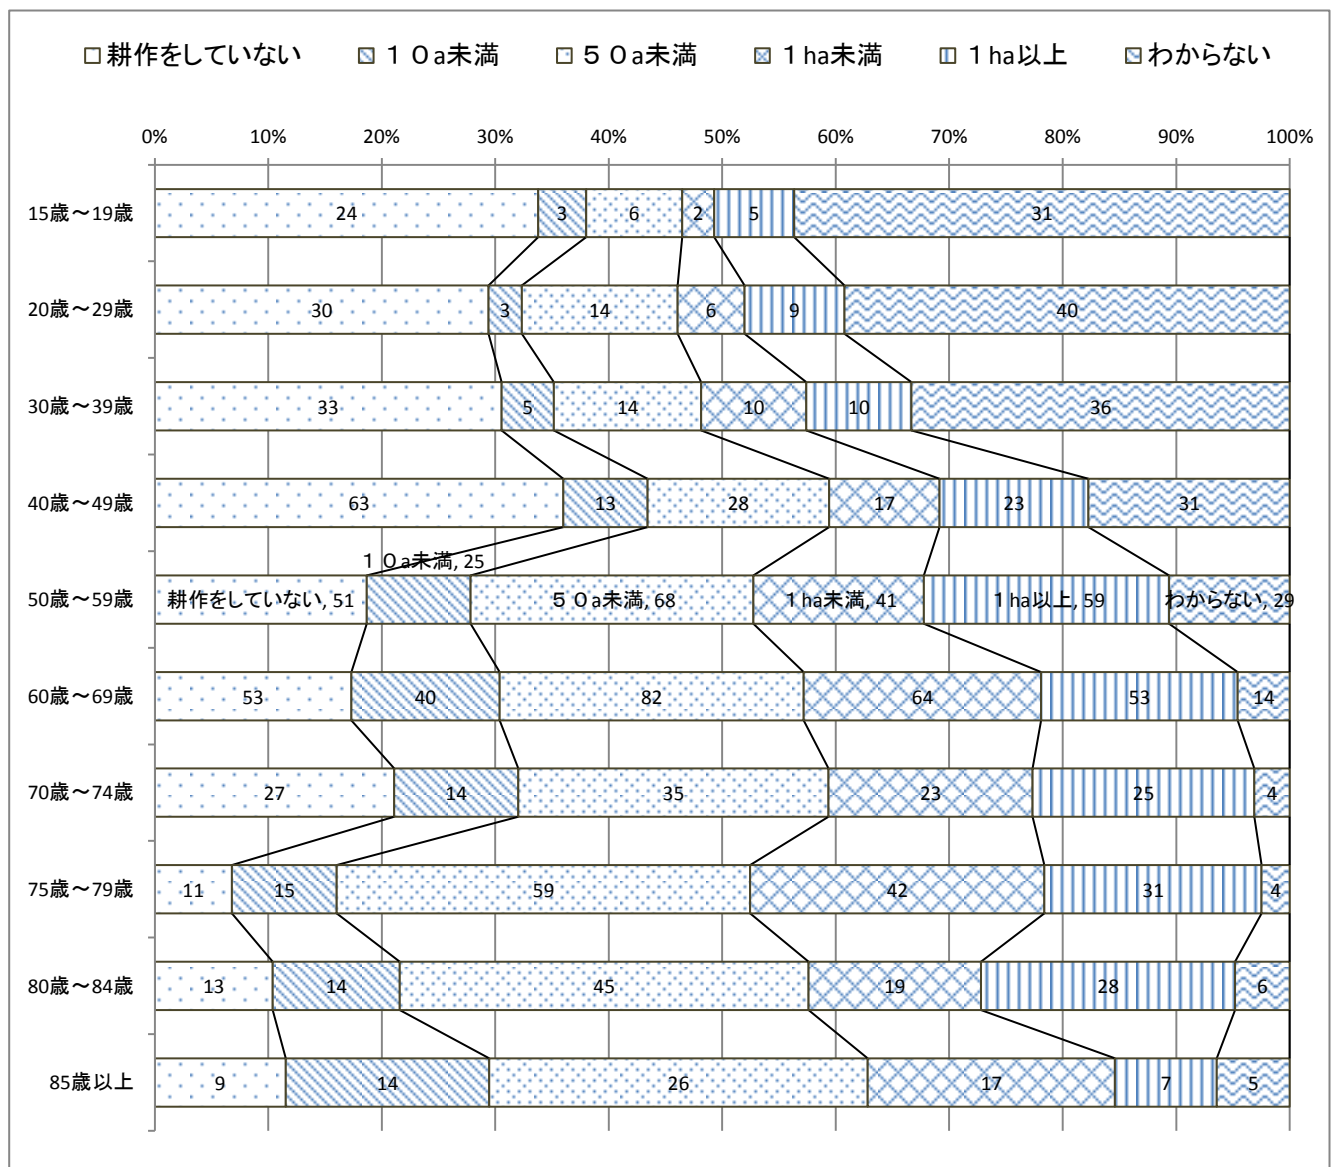 耕作をしていない １０a未満 ５０a未満 １ha未満 １ha以上 わからない
0% 10% 20% 30% 40% 50% 60% 70% 80% 90% 100%
15歳～19歳 24 3 6 2 5 31
20歳～29歳 30 3 14 6 9 40
30歳～39歳 33 5 14 10 10 36
40歳～49歳 63 13 28 17 23 31
１０a未満, 25
50歳～59歳 耕作をしていない, 51 ５０a未満, 68 １ha未満, 41 １ha以上, 59 わからない, 29
60歳～69歳 53 40 82 64 53 14
70歳～74歳 27 14 35 23 25 4
75歳～79歳 11 15 59 42 31 4
80歳～84歳 13 14 45 19 28 6
85歳以上 9 14 26 17 7 5